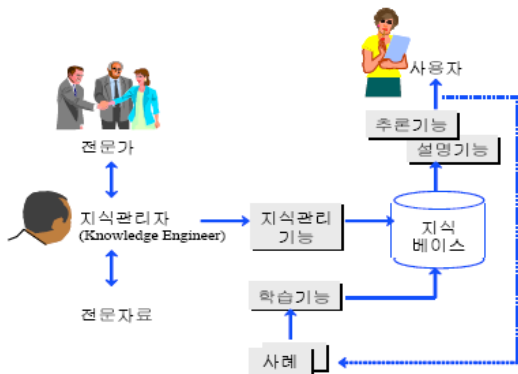 사용자
추론기능
설명기능
전문가
지식관리자
(Knowledge Engineer)
지식관리
기능
지식
베이스
학습기능
전문자료
사례